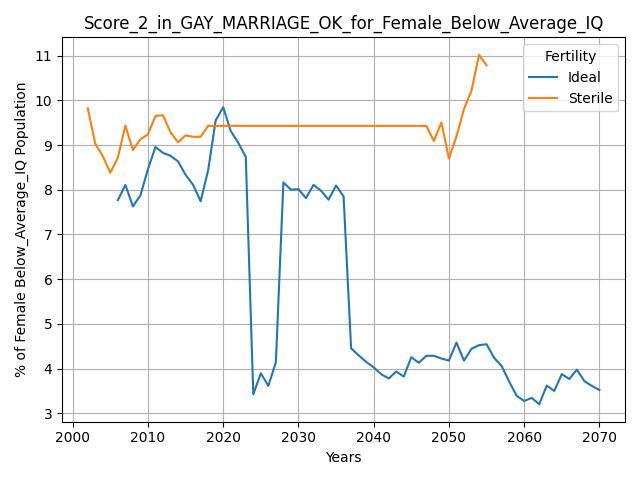 Score_2_in_GAY_MARRIAGE_OK_for_Female_Below_Average_IQ
% of Female Below_Average_IQ Population
11
10
9
8
7
6
5
4
3
Fertility
Ideal
Sterile
2000 2010 2020 2030 2040 2050 2060 2070
Years